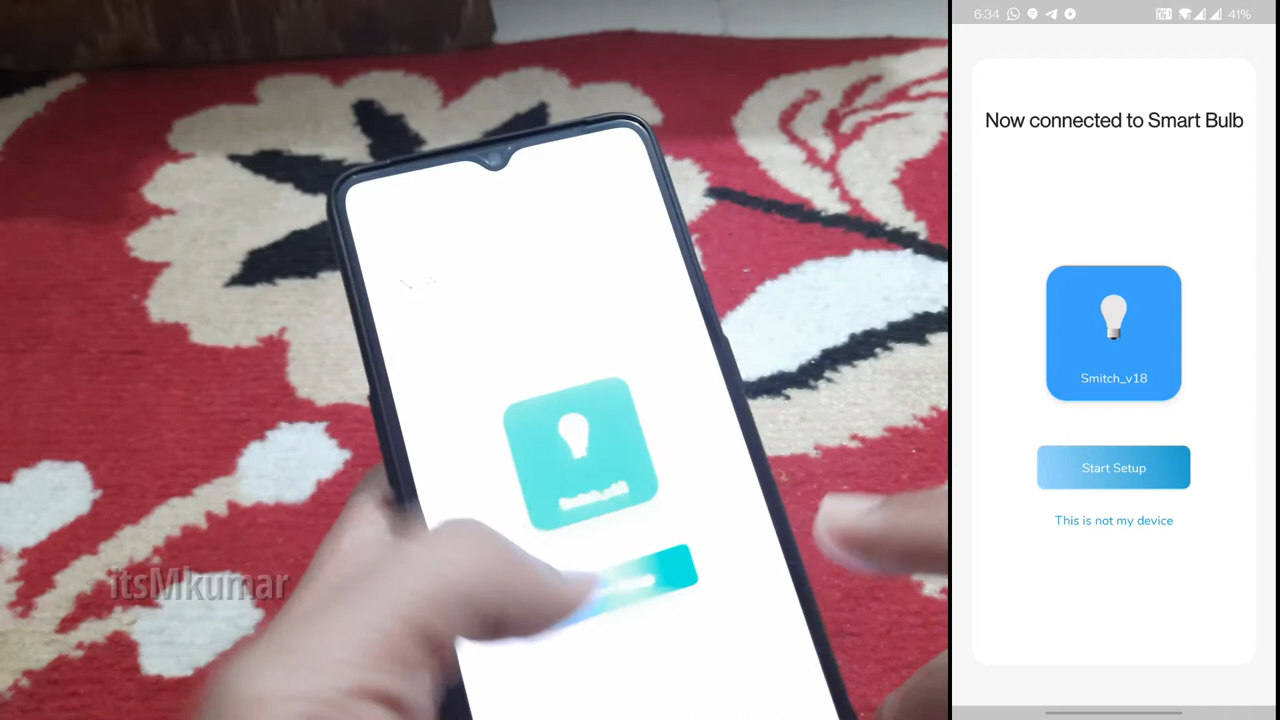 6:34
41%
Now connected to Smart Bulb
Smitch_v18
Start Setup
This is not my device
itsMkumar